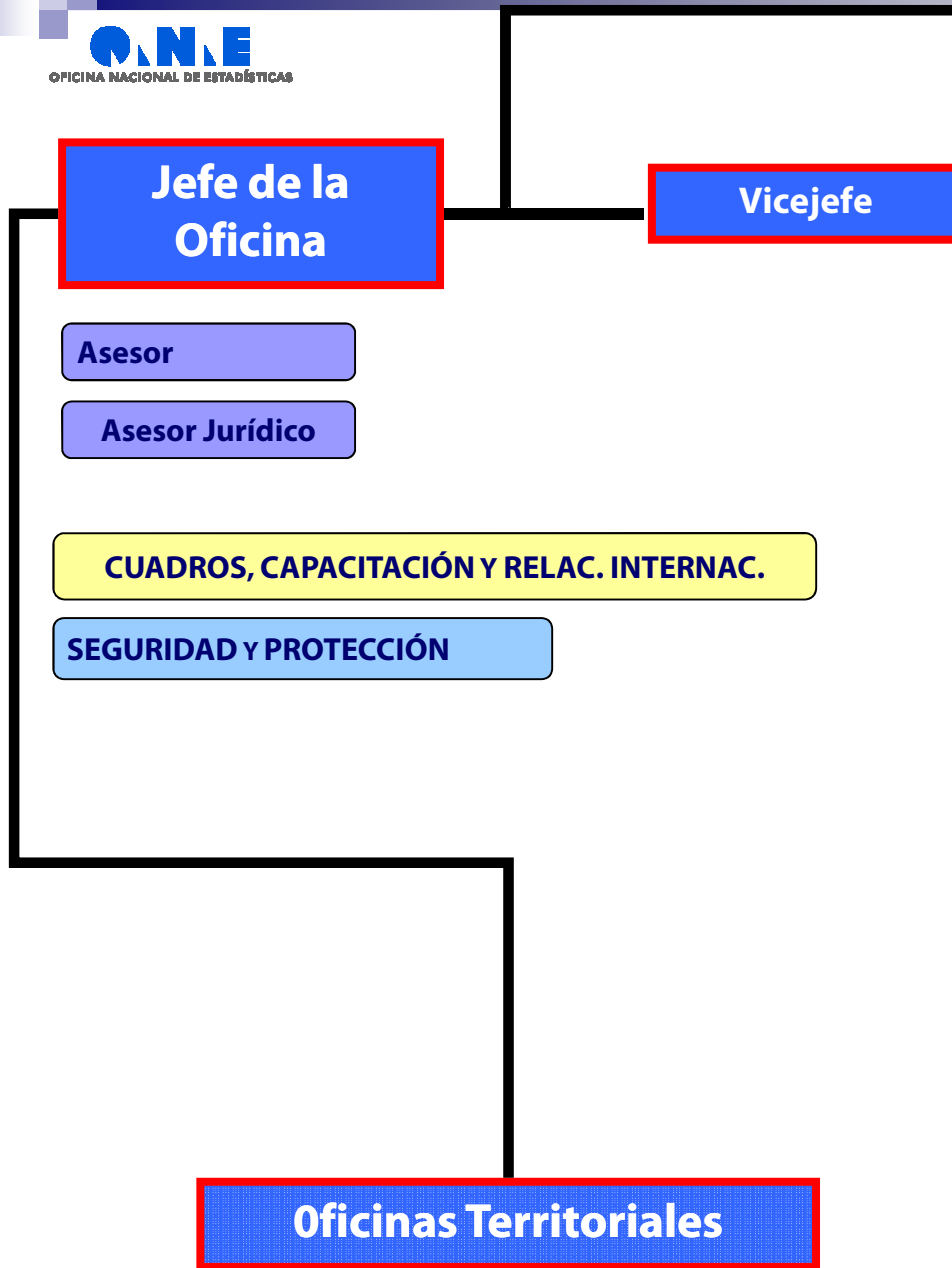 O.N.E
OFICINA NACIONAL DE ESTADÍSTICAS
Jefe de la
Oficina
Vicejefe
Asesor
Asesor Jurídico
CUADROS, CAPACITACIÓN Y RELAC. INTERNAC.
SEGURIDAD Y PROTECCIÓN
0ficinas Territoriales